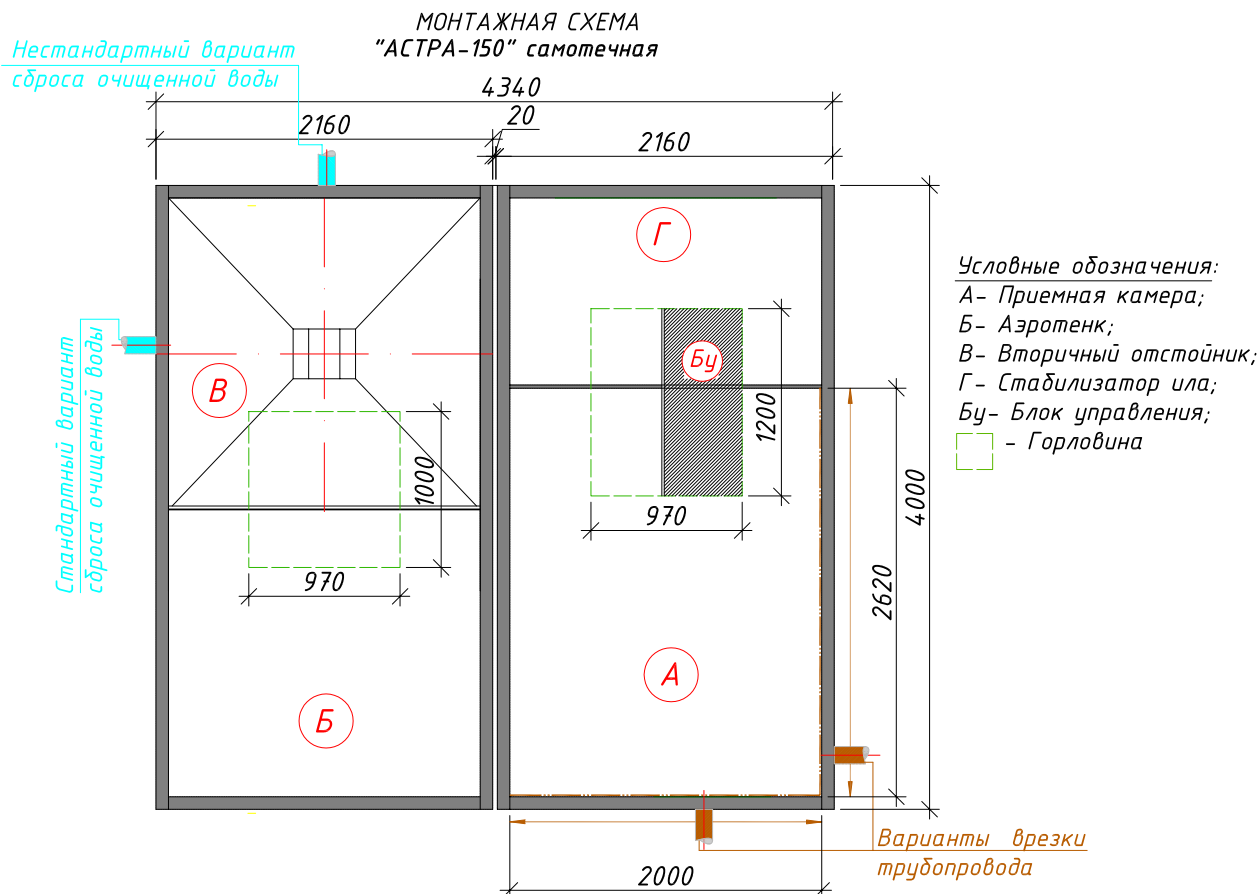 МОНТАЖНАЯ СХЕМА
"АСТРА-150" самотечная
Нестандартный вариант
сброса очищенной воды
4340
2160
20
2160
Г
Бу
В
1200
1000
970
970
Стандартный вариант
сброса очищенной воды
4000
2620
А
Б
2000
Варианты врезки
трубопровода
Условные обозначения:
А- Приемная камера;
Б- Аэротенк;
В- Вторичный отстойник;
Г- Стабилизатор ила;
Бу- Блок управления;
- Горловина